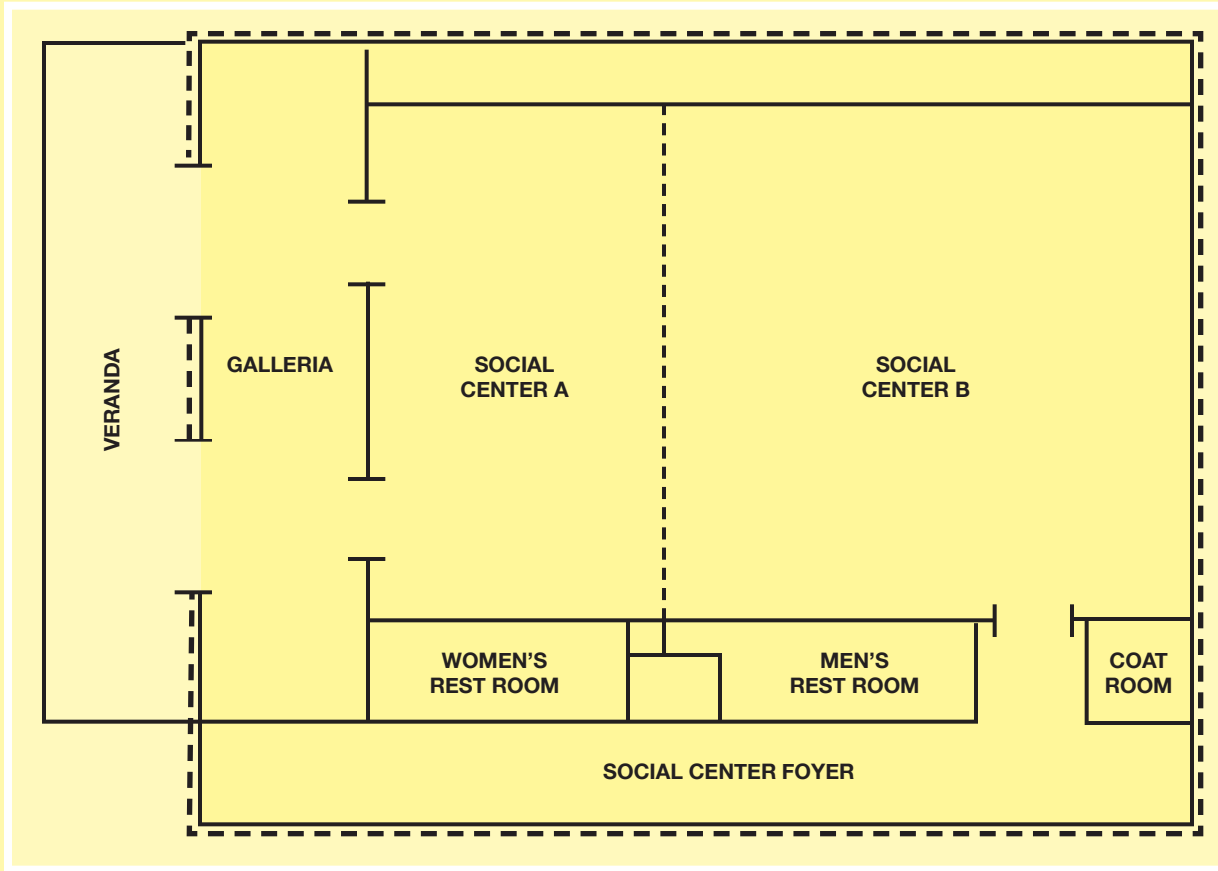 VERANDA
GALLERIA
SOCIAL
CENTER A
SOCIAL
CENTER B
WOMEN'S
REST ROOM
MEN'S
REST ROOM
COAT
ROOM
SOCIAL CENTER FOYER